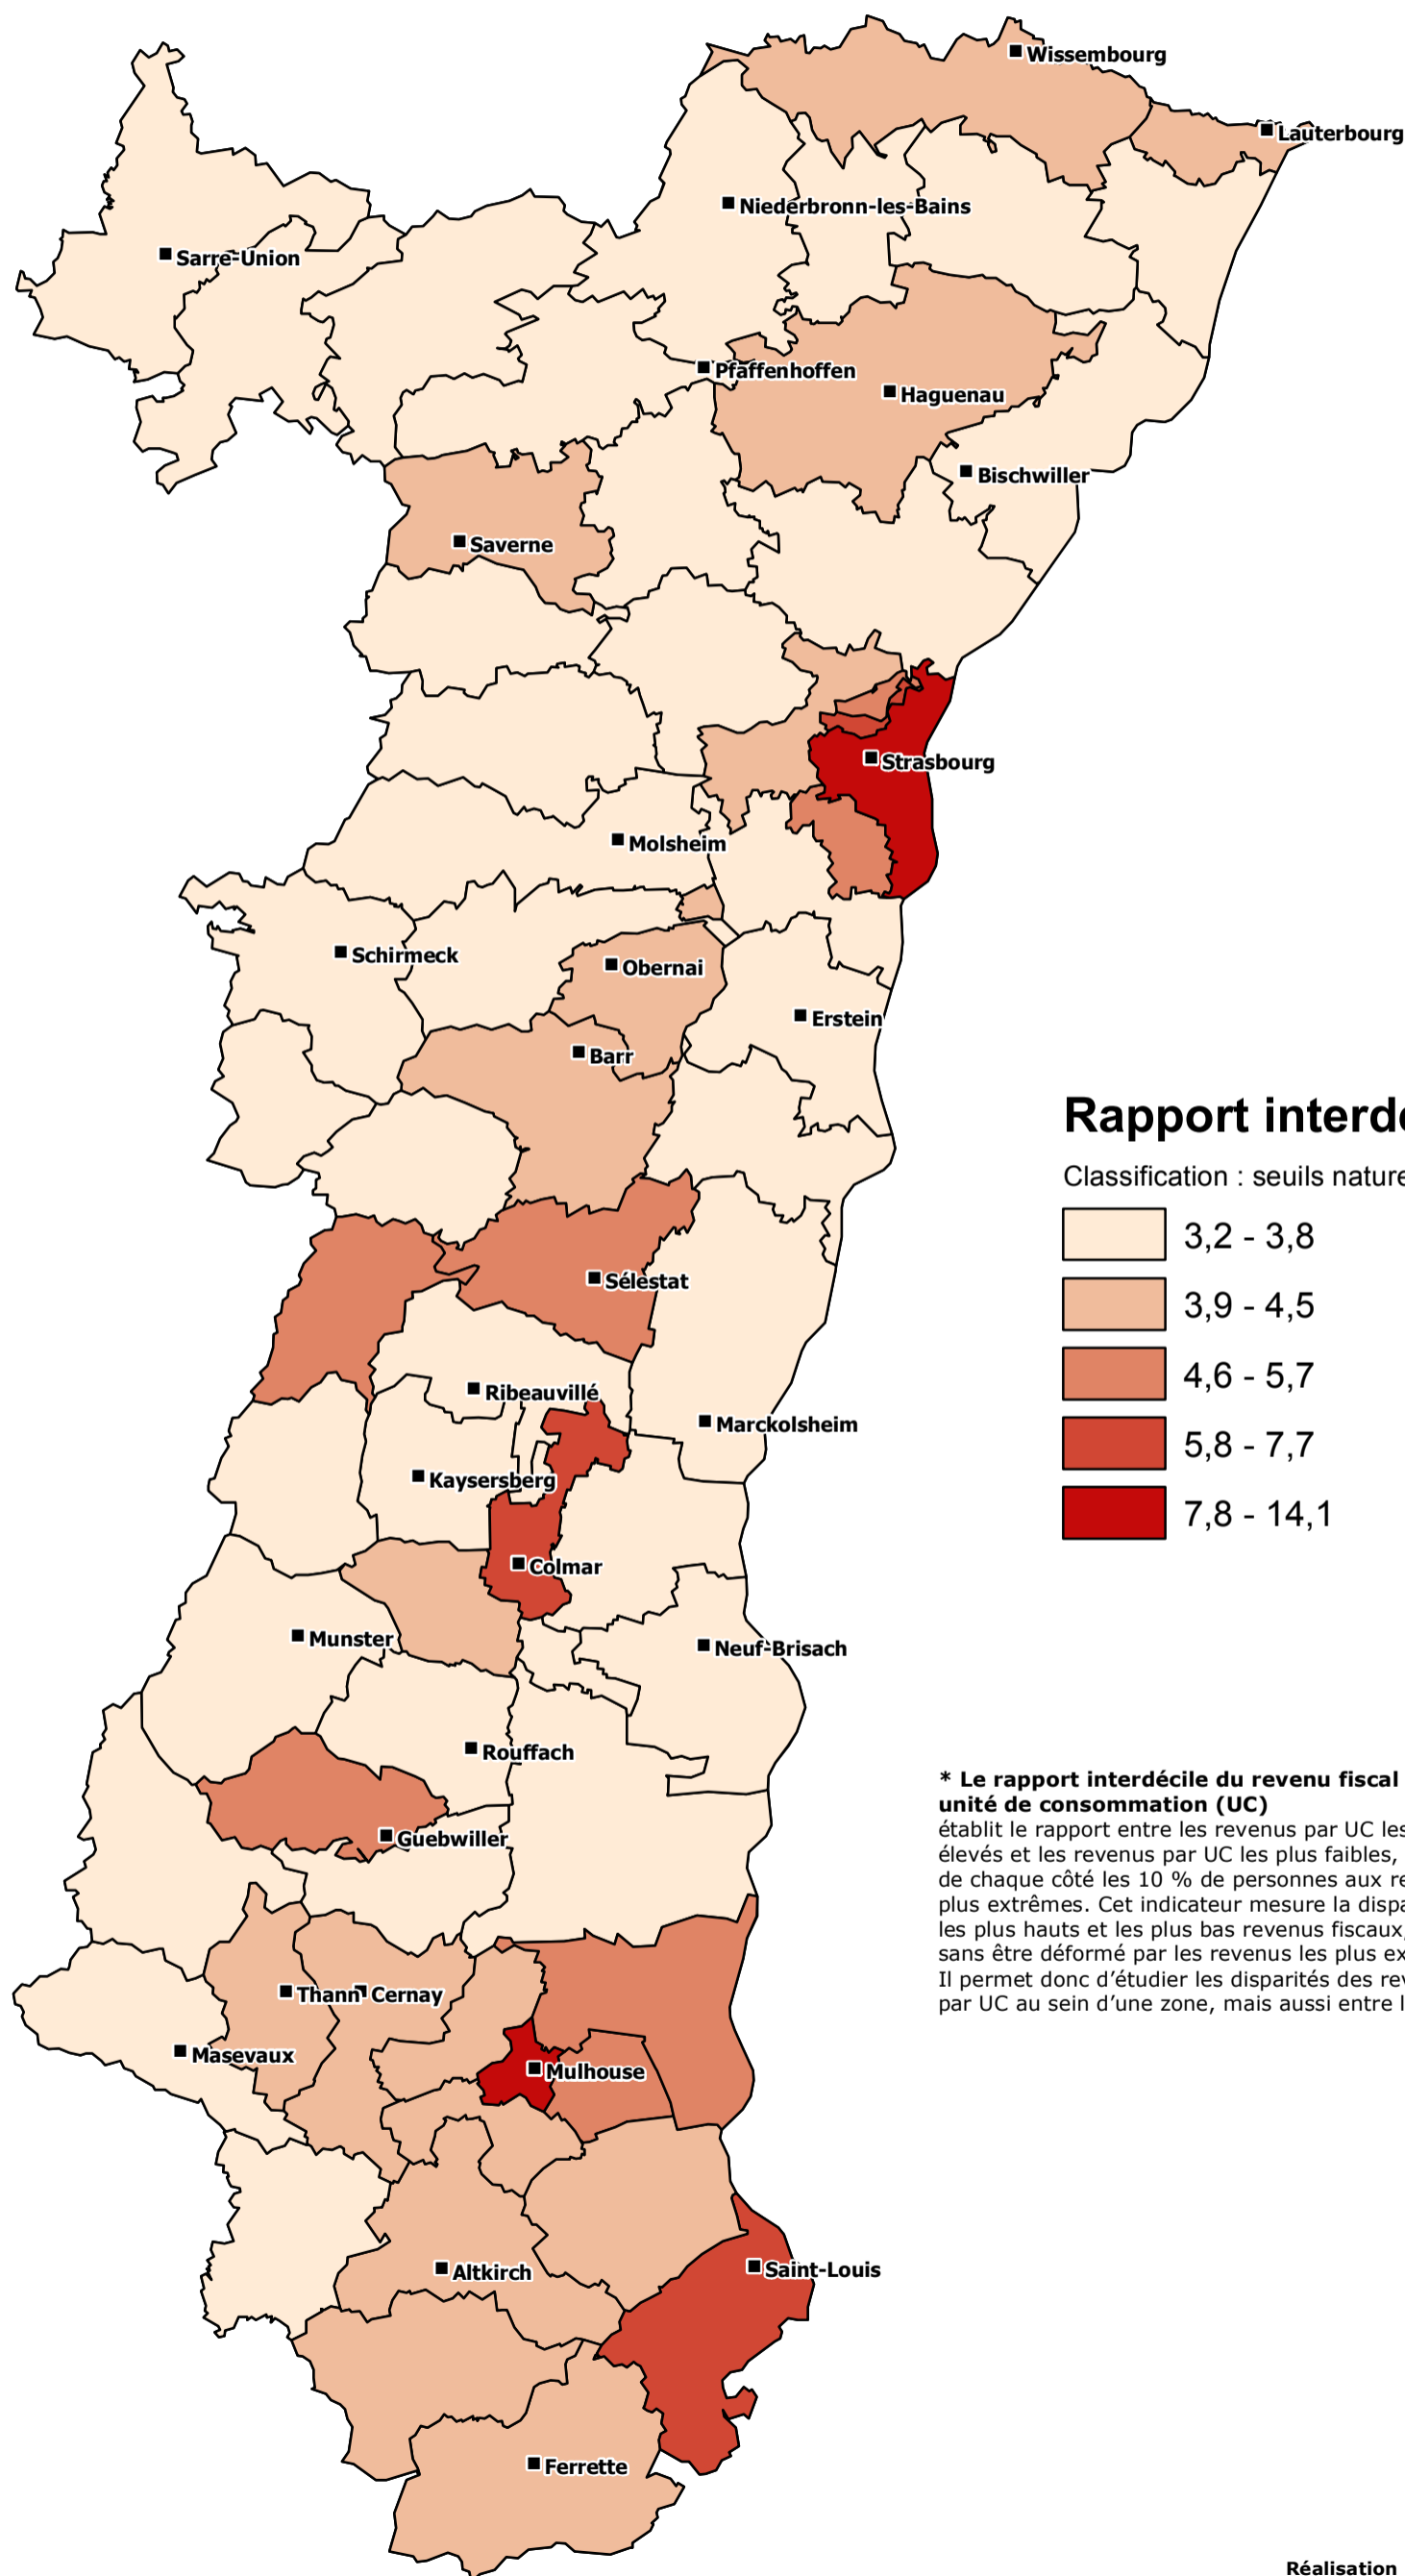 Wissembourg
Lauterbourg
Niederbronn-les-Bains
Sarre-Union
Pfaffenhoffen
Haguenau
Bischwiller
Saverne
Strasbourg
Molsheim
Schirmeck
Obernai
Erstein
Barr
Rapport interdé
Classification : seuils nature
3,2 - 3,8
3,9 - 4,5
4,6 - 5,7
5,8 - 7,7
7,8 - 14,1
Sélestat
Ribeauvillé
Marckolsheim
Kaysersberg
Colmar
Munster
Neuf-Brisach
Rouffach
Guebwiller
* Le rapport interdécile du revenu fiscal
unité de consommation (UC)
établit le rapport entre les revenus par UC les
élevés et les revenus par UC les plus faibles,
de chaque côté les 10 % de personnes aux re
plus extrêmes. Cet indicateur mesure la dispa
les plus hauts et les plus bas revenus fiscaux,
sans être déformé par les revenus les plus ex
Il permet donc d’étudier les disparités des rev
par UC au sein d’une zone, mais aussi entre l
Thann
Cernay
Masevaux
Mulhouse
Altkirch
Saint-Louis
Ferrette
Réalisation